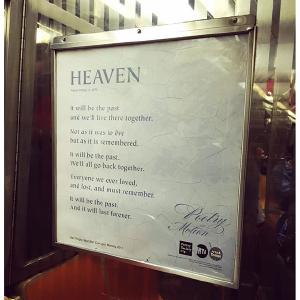 HEAVEN
It will be the past
and we'll live there together.
Not as it was to live
but as it is remembered.
It will be the past.
We'll all go back together.
Everyone we ever loved,
and lost, and must remember.
It will be the past.
And it will last forever.
Poetry
in
Motion
MTA